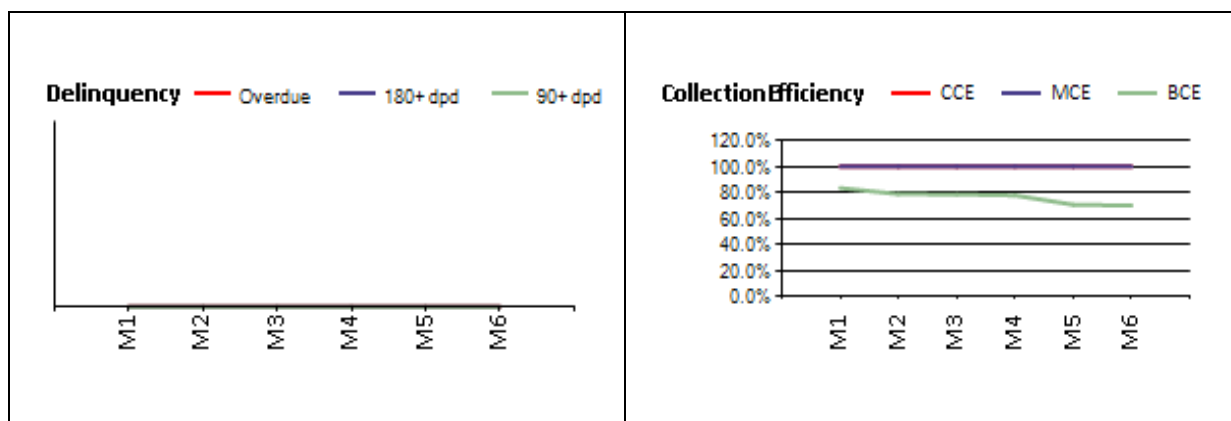 Delinquency Overdue 180+ dpd 90+ dpd
M1 M2 M3 M4 M5 M6
Collection Efficiency CCE MCE BCE
120.0%
100.0%
80.0%
60.0%
40.0%
20.0%
0.0%
M1 M2 M3 M4 M5 M6